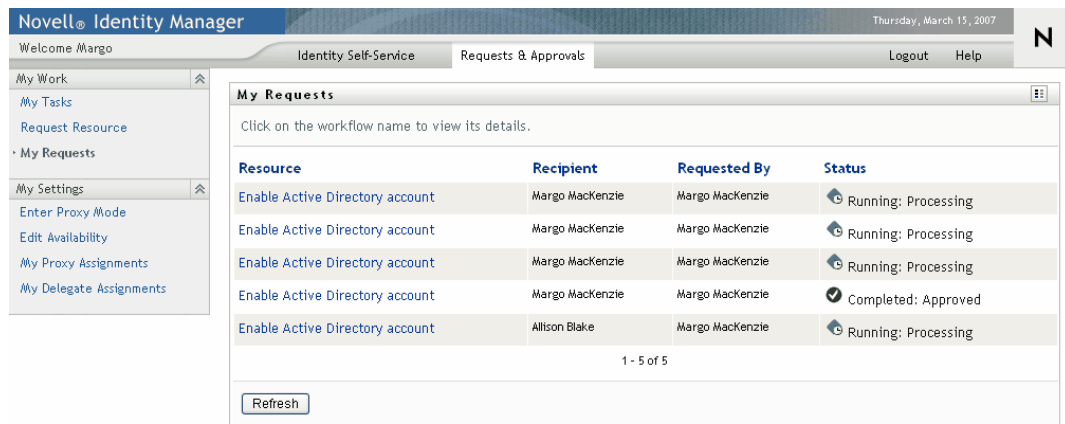 Novell® Identity Manager
Thursday, March 15, 2007
N
Welcome Margo
Identity Self-Service
Requests & Approvals
Logout
Help
My Work
My Tasks
Request Resource
My Requests
My Settings
Enter Proxy Mode
Edit Availability
My Proxy Assignments
My Delegate Assignments
My Requests
Click on the workflow name to view its details.
Resource Recipient Requested By Status
Enable Active Directory account Margo MacKenzie Margo MacKenzie Running: Processing
Enable Active Directory account Margo MacKenzie Margo MacKenzie Running: Processing
Enable Active Directory account Margo MacKenzie Margo MacKenzie Running: Processing
Enable Active Directory account Margo MacKenzie Margo MacKenzie Completed: Approved
Enable Active Directory account Allison Blake Margo MacKenzie Running: Processing
1 - 5 of 5
Refresh